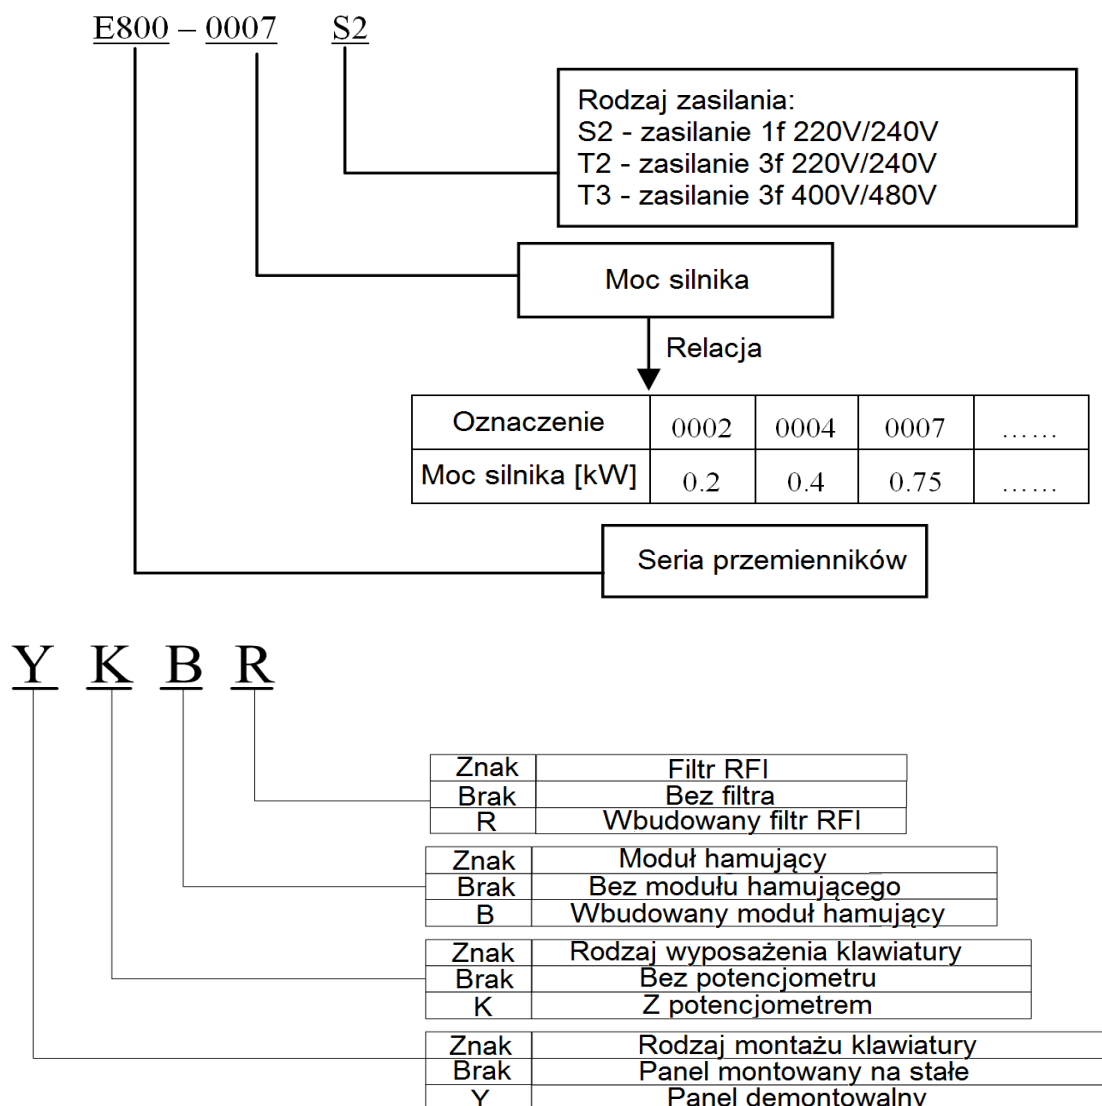 E800 – 0007 S2
Rodzaj zasilania:
S2 - zasilanie 1f 220V/240V
T2 - zasilanie 3f 220V/240V
T3 - zasilanie 3f 400V/480V
Moc silnika
Relacja
Oznaczenie 0002 0004 0007 ......
Moc silnika [kW] 0.2 0.4 0.75 ......
Seria przemienników
Y K B R
Znak Filtr RFI
Brak Bez filtra
R Wbudowany filtr RFI
Znak Moduł hamujący
Brak Bez modułu hamującego
B Wbudowany moduł hamujący
Znak Rodzaj wyposażenia klawiatury
Brak Bez potencjometru
K Z potencjometrem
Znak Rodzaj montażu klawiatury
Brak Panel montowany na stałe
Y Panel demontowalny